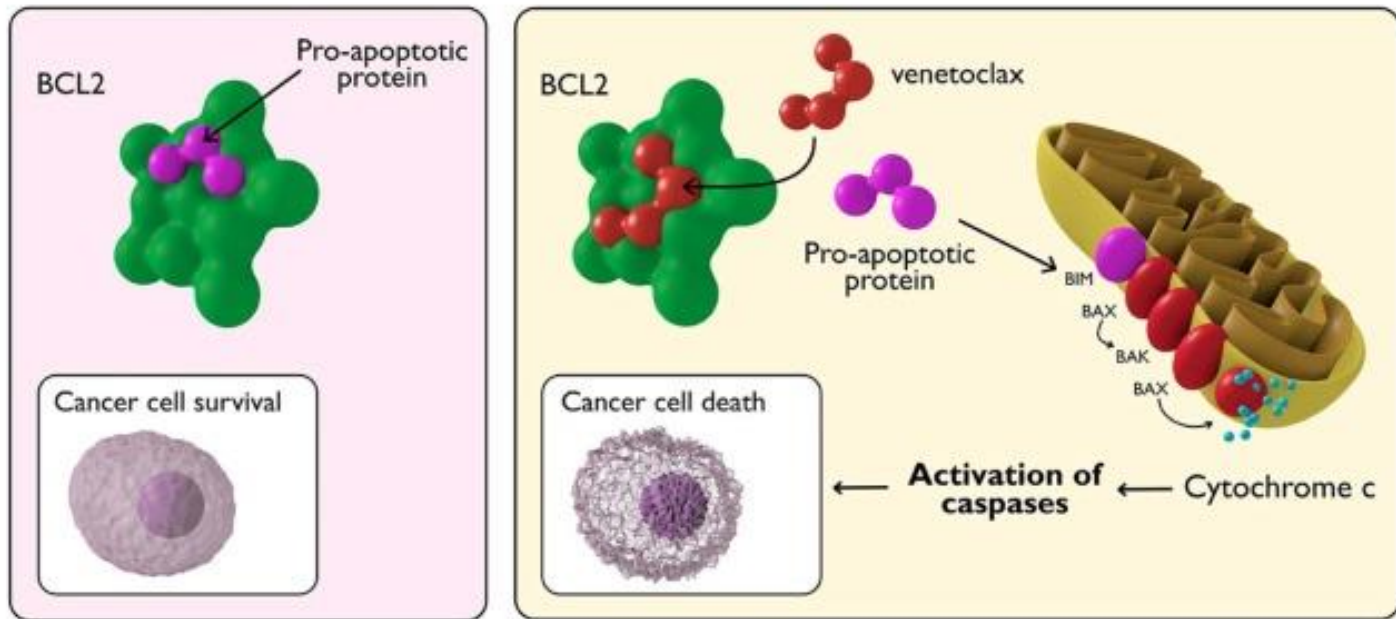 BCL2
Pro-apoptotic
protein
Cancer cell survival
BCL2
venetoclax
Pro-apoptotic
protein
BIM
BAX
BAK
BAX
Cancer cell death
Activation of
caspases
Cytochrome c